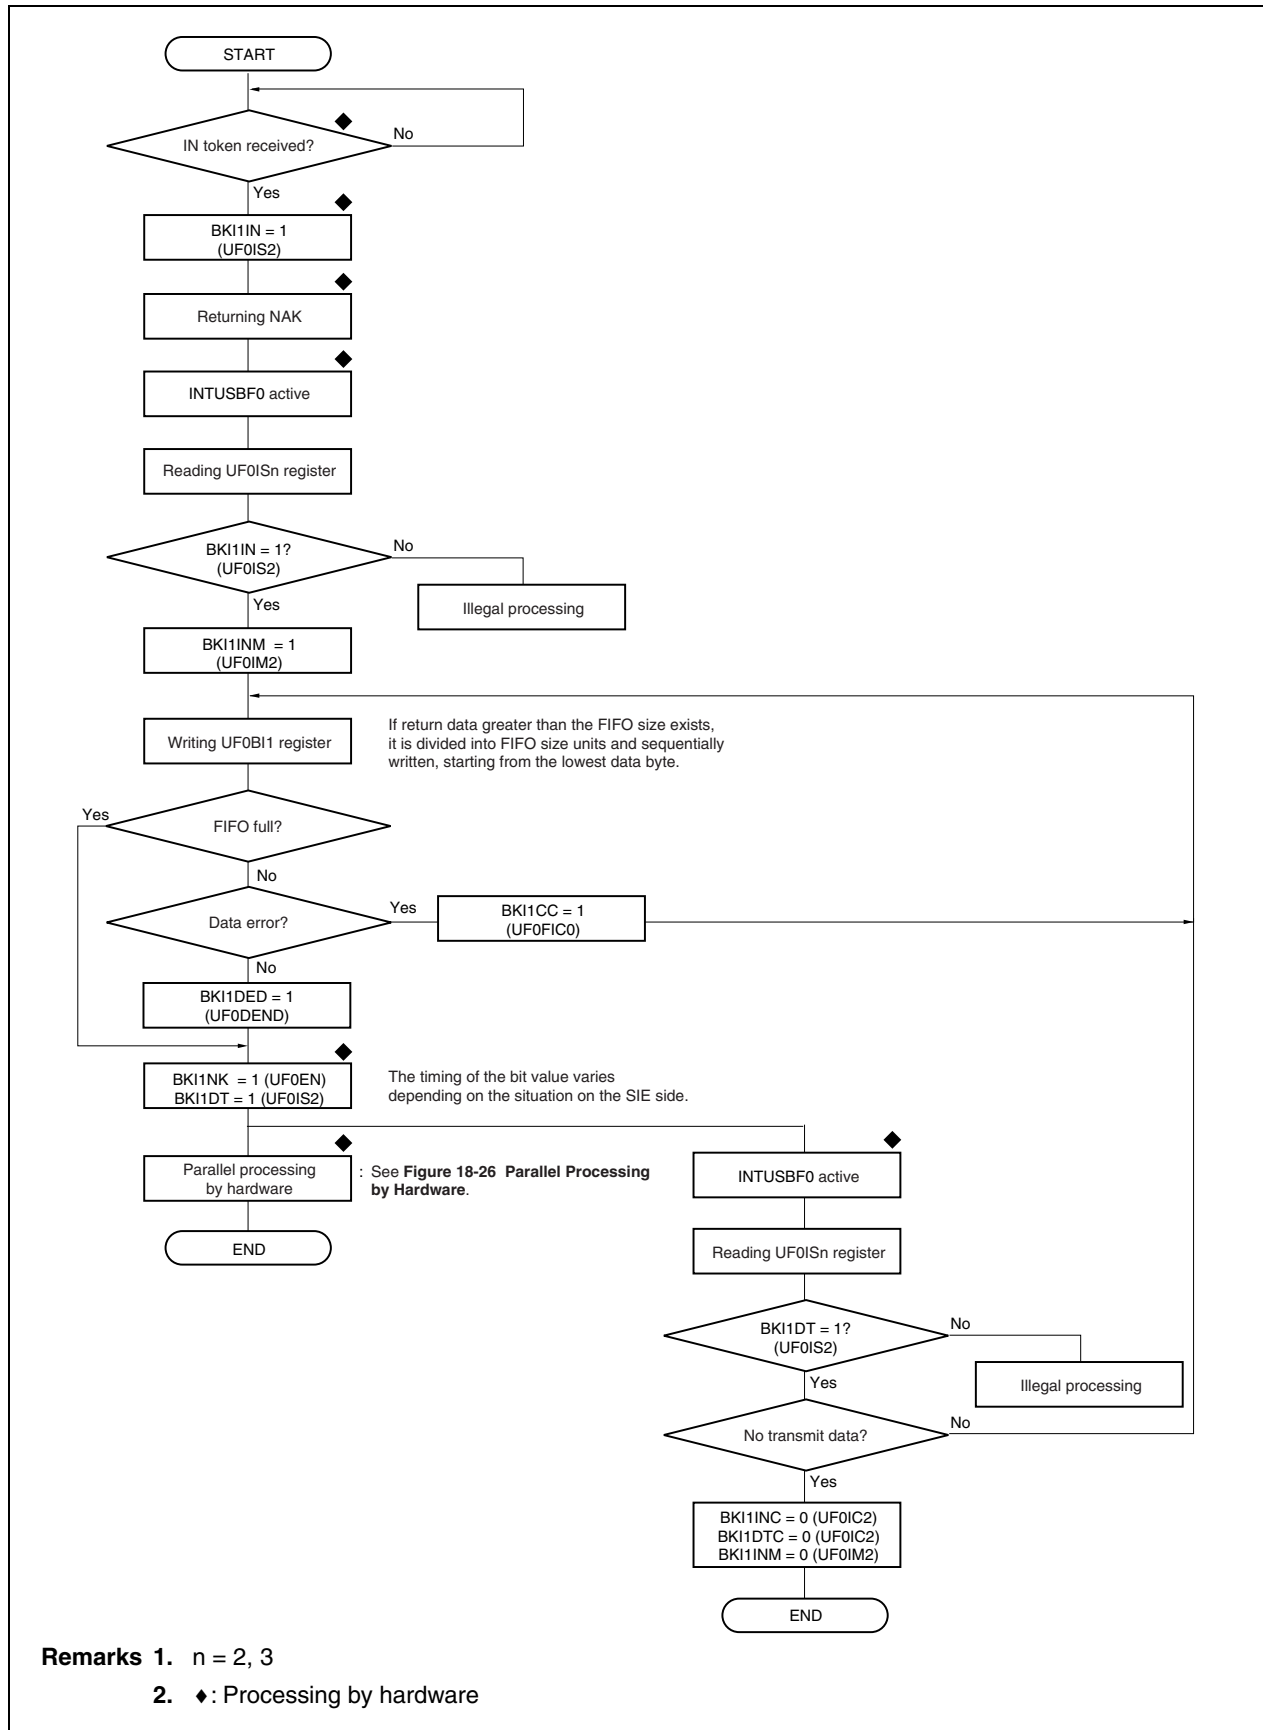 START
IN token received?
No
Yes
BKI1IN = 1
(UF0IS2)
Returning NAK
INTUSBF0 active
Reading UF0ISn register
BKI1IN = 1?
(UF0IS2)
No
Illegal processing
Yes
BKI1INM = 1
(UF0IM2)
Writing UF0BI1 register
If return data greater than the FIFO size exists,
it is divided into FIFO size units and sequentially
written, starting from the lowest data byte.
Yes
FIFO full?
No
Data error?
Yes
BKI1CC = 1
(UF0FIC0)
No
BKI1DED = 1
(UF0DEND)
BKI1NK = 1 (UF0EN)
BKI1DT = 1 (UF0IS2)
The timing of the bit value varies
depending on the situation on the SIE side.
Parallel processing
by hardware
: See Figure 18-26 Parallel Processing
by Hardware.
END
INTUSBF0 active
Reading UF0ISn register
BKI1DT = 1?
(UF0IS2)
No
Illegal processing
Yes
No transmit data?
No
Yes
BKI1INC = 0 (UF0IC2)
BKI1DTC = 0 (UF0IC2)
BKI1INM = 0 (UF0IM2)
END
Remarks 1. n = 2, 3
2. ♦: Processing by hardware